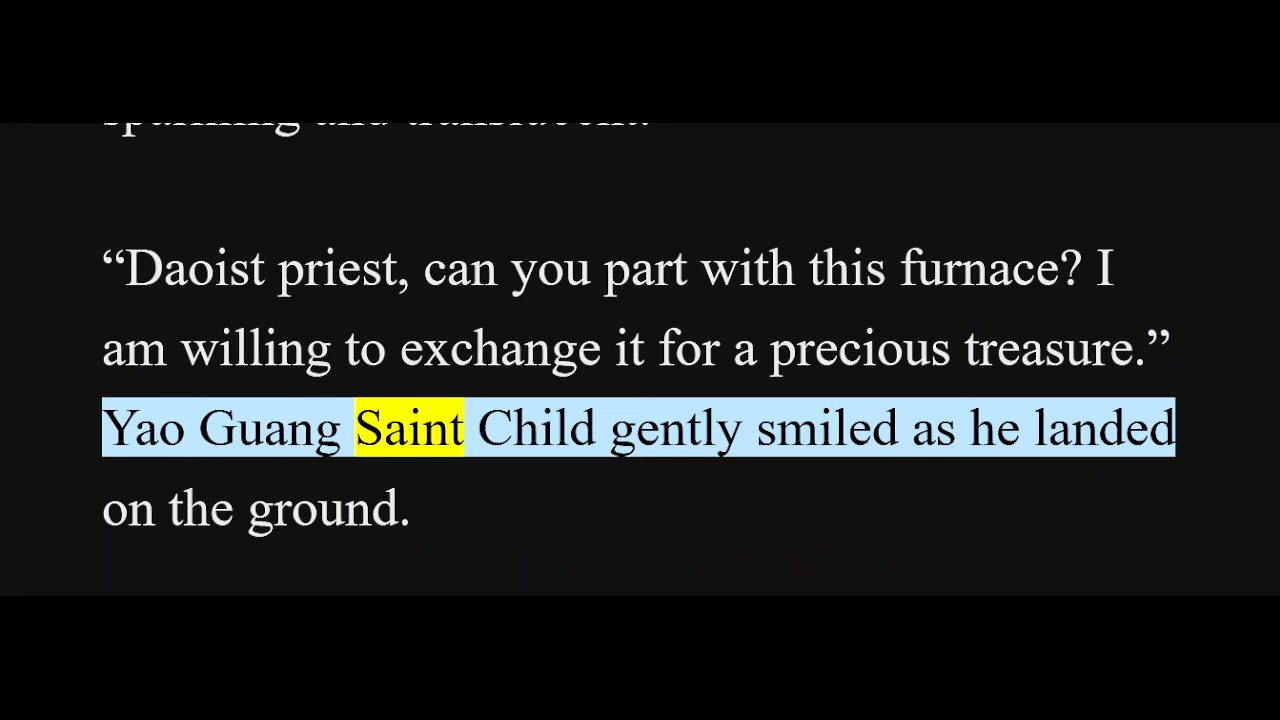 “Daoist priest, can you part with this furnace? I
am willing to exchange it for a precious treasure.”
Yao Guang Saint Child gently smiled as he landed
on the ground.